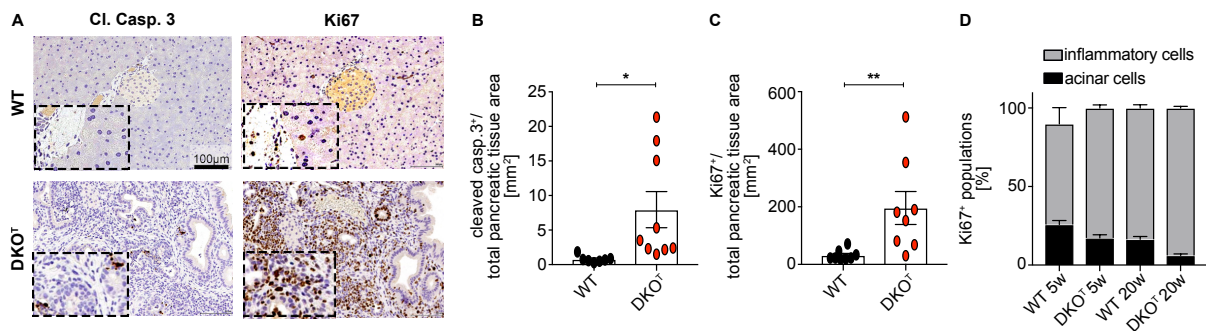 A
Cl. Casp. 3
Ki67
WT
100µm
DKOᵀ
B
cleaved casp.3⁺/
total pancreatic tissue area
[mm²]
25
20
15
10
5
0
*
WT
DKOᵀ
C
Ki67⁺/
total pancreatic tissue area
[mm²]
600
400
200
0
**
WT
DKOᵀ
D
inflammatory cells
acinar cells
Ki67⁺ populations
[%]
100
50
0
WT 5w
DKOᵀ 5w
WT 20w
DKOᵀ 20w